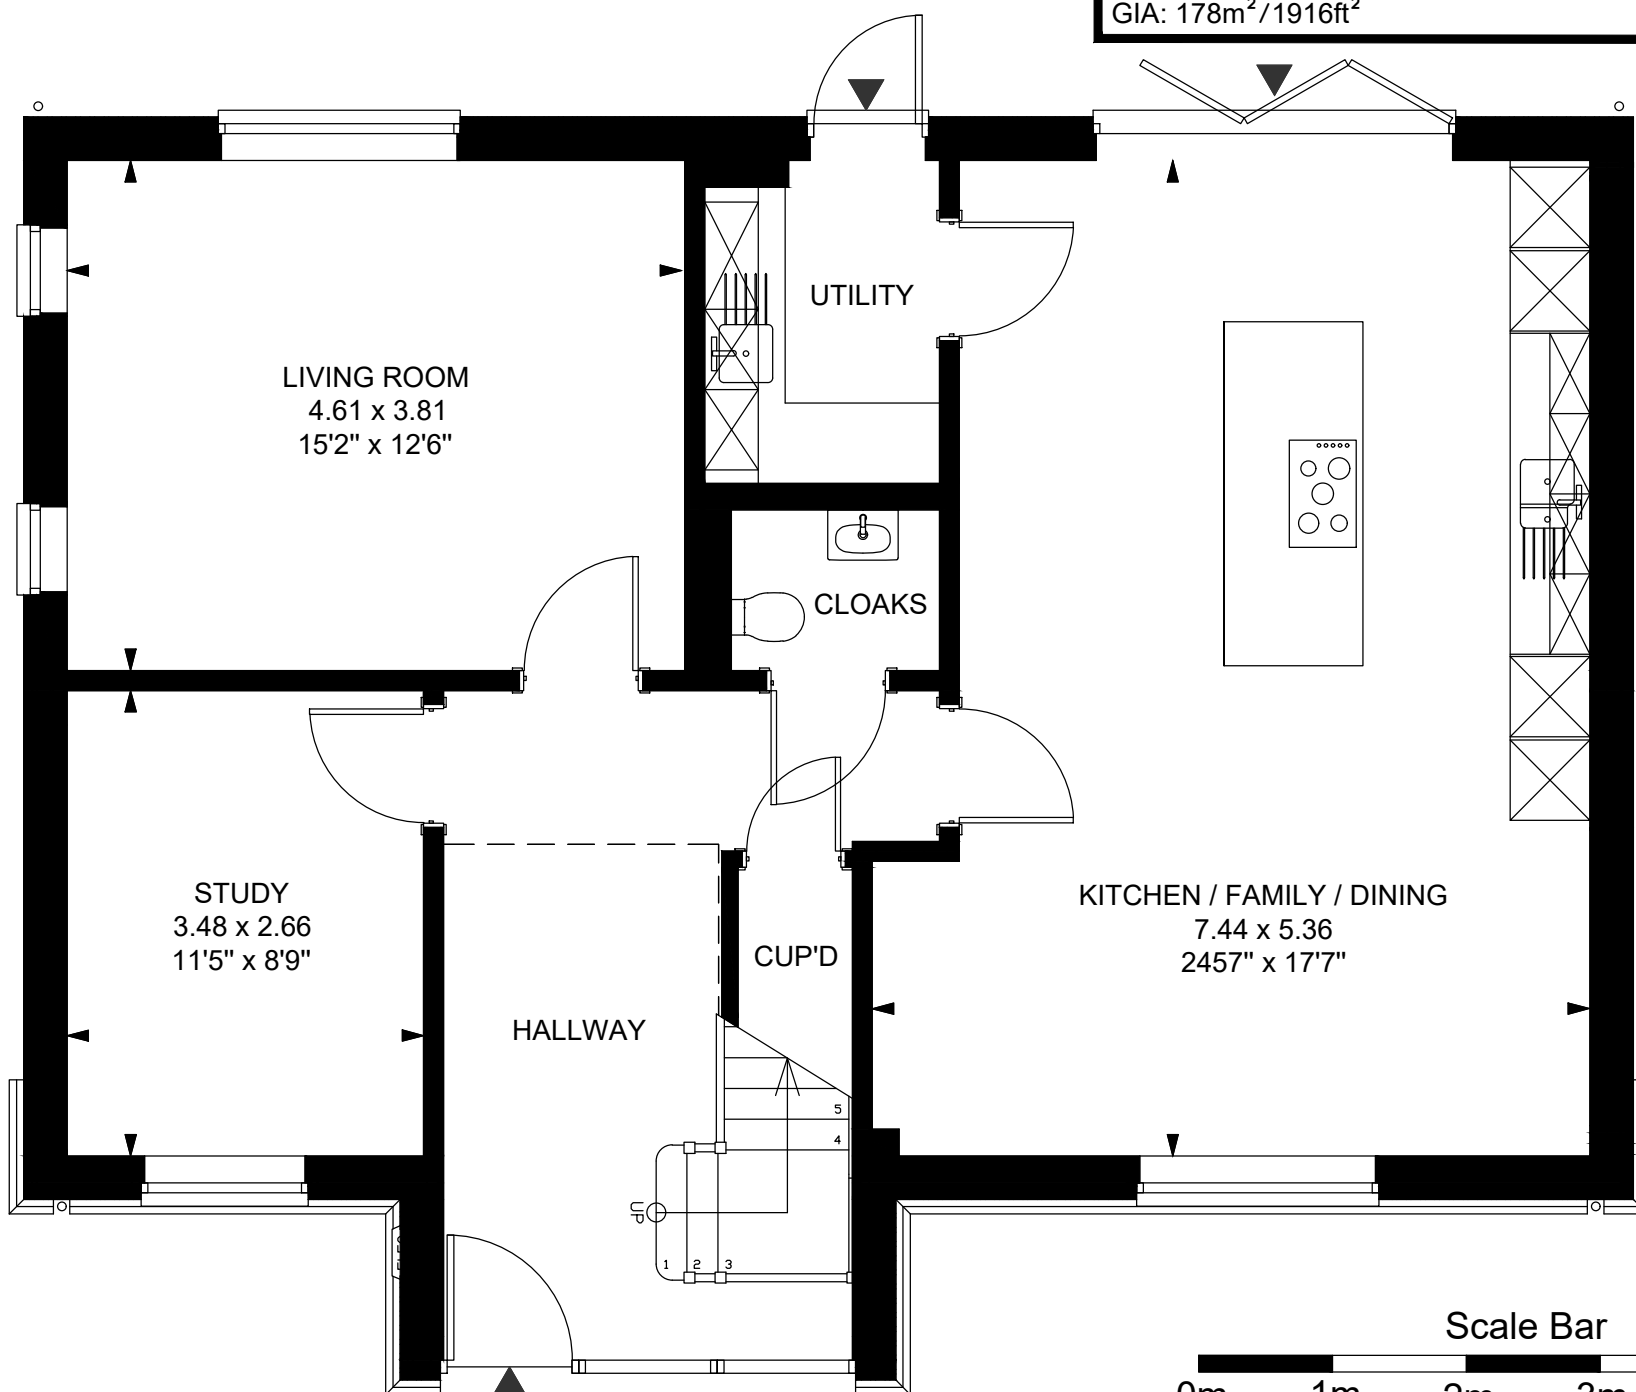 GIA: 178m²/1916ft²
UTILITY
LIVING ROOM
4.61 x 3.81
15'2" x 12'6"
CLOAKS
STUDY
3.48 x 2.66
11'5" x 8'9"
KITCHEN / FAMILY / DINING
7.44 x 5.36
2457" x 17'7"
CUP'D
HALLWAY
5
4
UP
1 2 3
Scale Bar
0m 1m 2m 3m